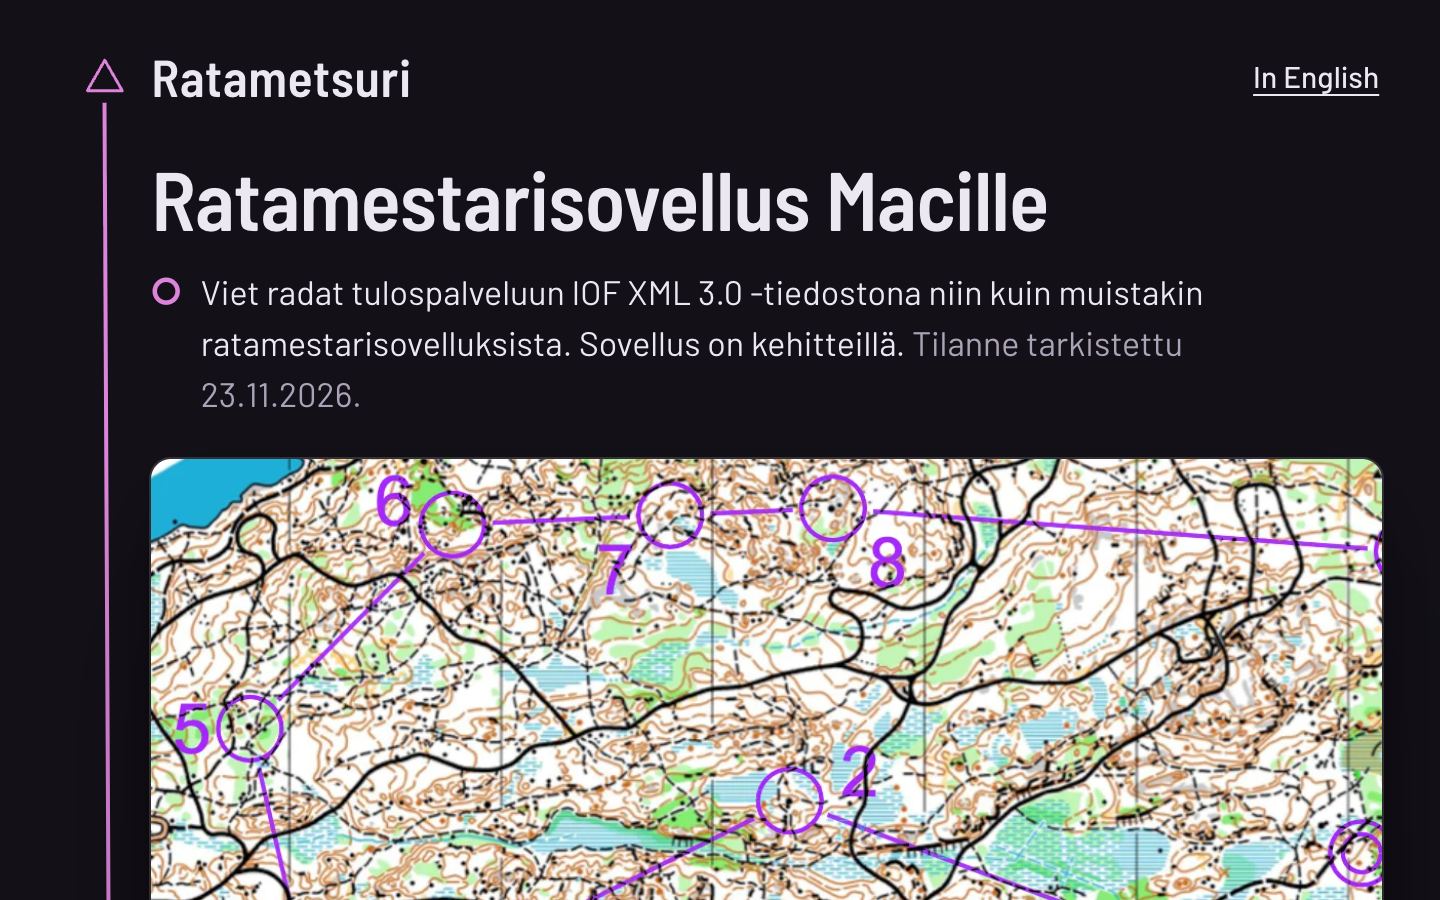 Ratametsuri
In English
Ratamestarisovellus Macille
Viet radat tulospalveluun IOF XML 3.0 -tiedostona niin kuin muistakin
ratamestarisovelluksista. Sovellus on kehitteillä. Tilanne tarkistettu
23.11.2026.
6
7
8
5
2